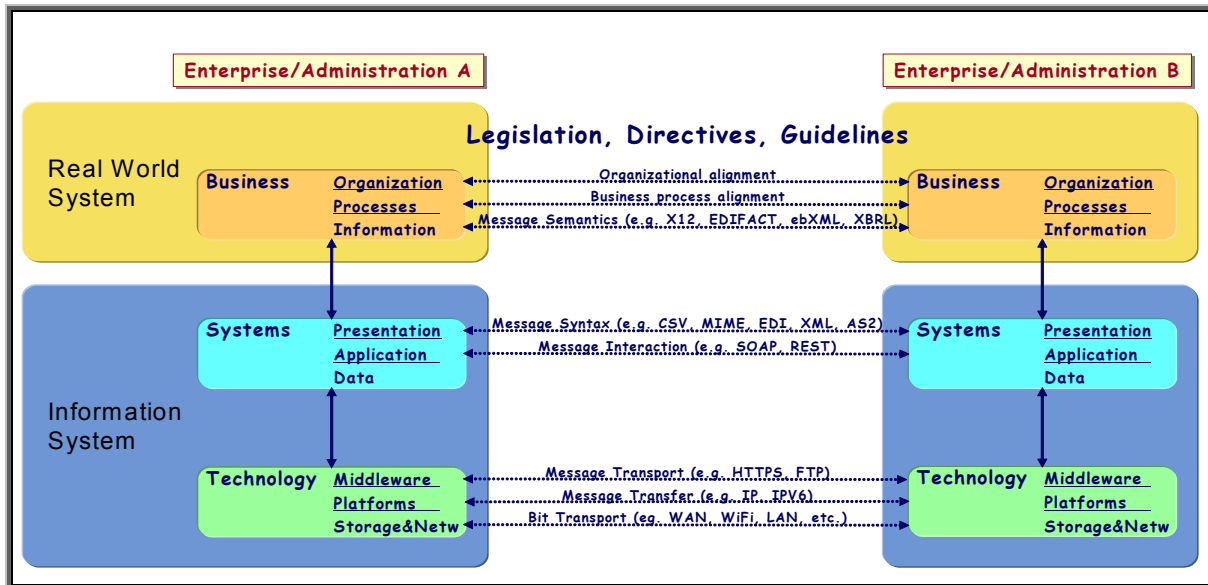 Enterprise/Administration A
Enterprise/Administration B
Legislation, Directives, Guidelines
Real World
System
Business
Organization
Processes
Information
Organizational alignment
Business process alignment
Message Semantics (e.g. X12, EDIFACT, ebXML, XBRL)
Business
Organization
Processes
Information
Information
System
Systems
Presentation
Application
Data
Message Syntax (e.g. CSV, MIME, EDI, XML, AS2)
Message Interaction (e.g. SOAP, REST)
Systems
Presentation
Application
Data
Technology
Middleware
Platforms
Storage&Netw
Message Transport (e.g. HTTPS, FTP)
Message Transfer (e.g. IP, IPV6)
Bit Transport (eg. WAN, WiFi, LAN, etc.)
Technology
Middleware
Platforms
Storage&Netw